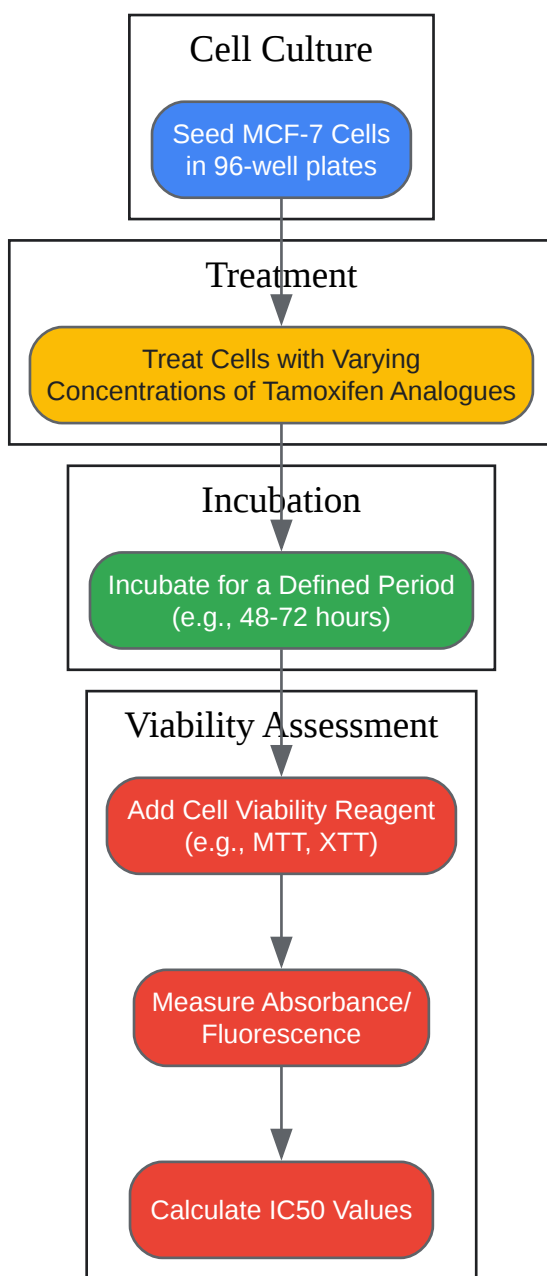 Cell Culture
Seed MCF-7 Cells
in 96-well plates
Treatment
Treat Cells with Varying
Concentrations of Tamoxifen Analogues
Incubation
Incubate for a Defined Period
(e.g., 48-72 hours)
Viability Assessment
Add Cell Viability Reagent
(e.g., MTT, XTT)
Measure Absorbance/
Fluorescence
Calculate IC50 Values